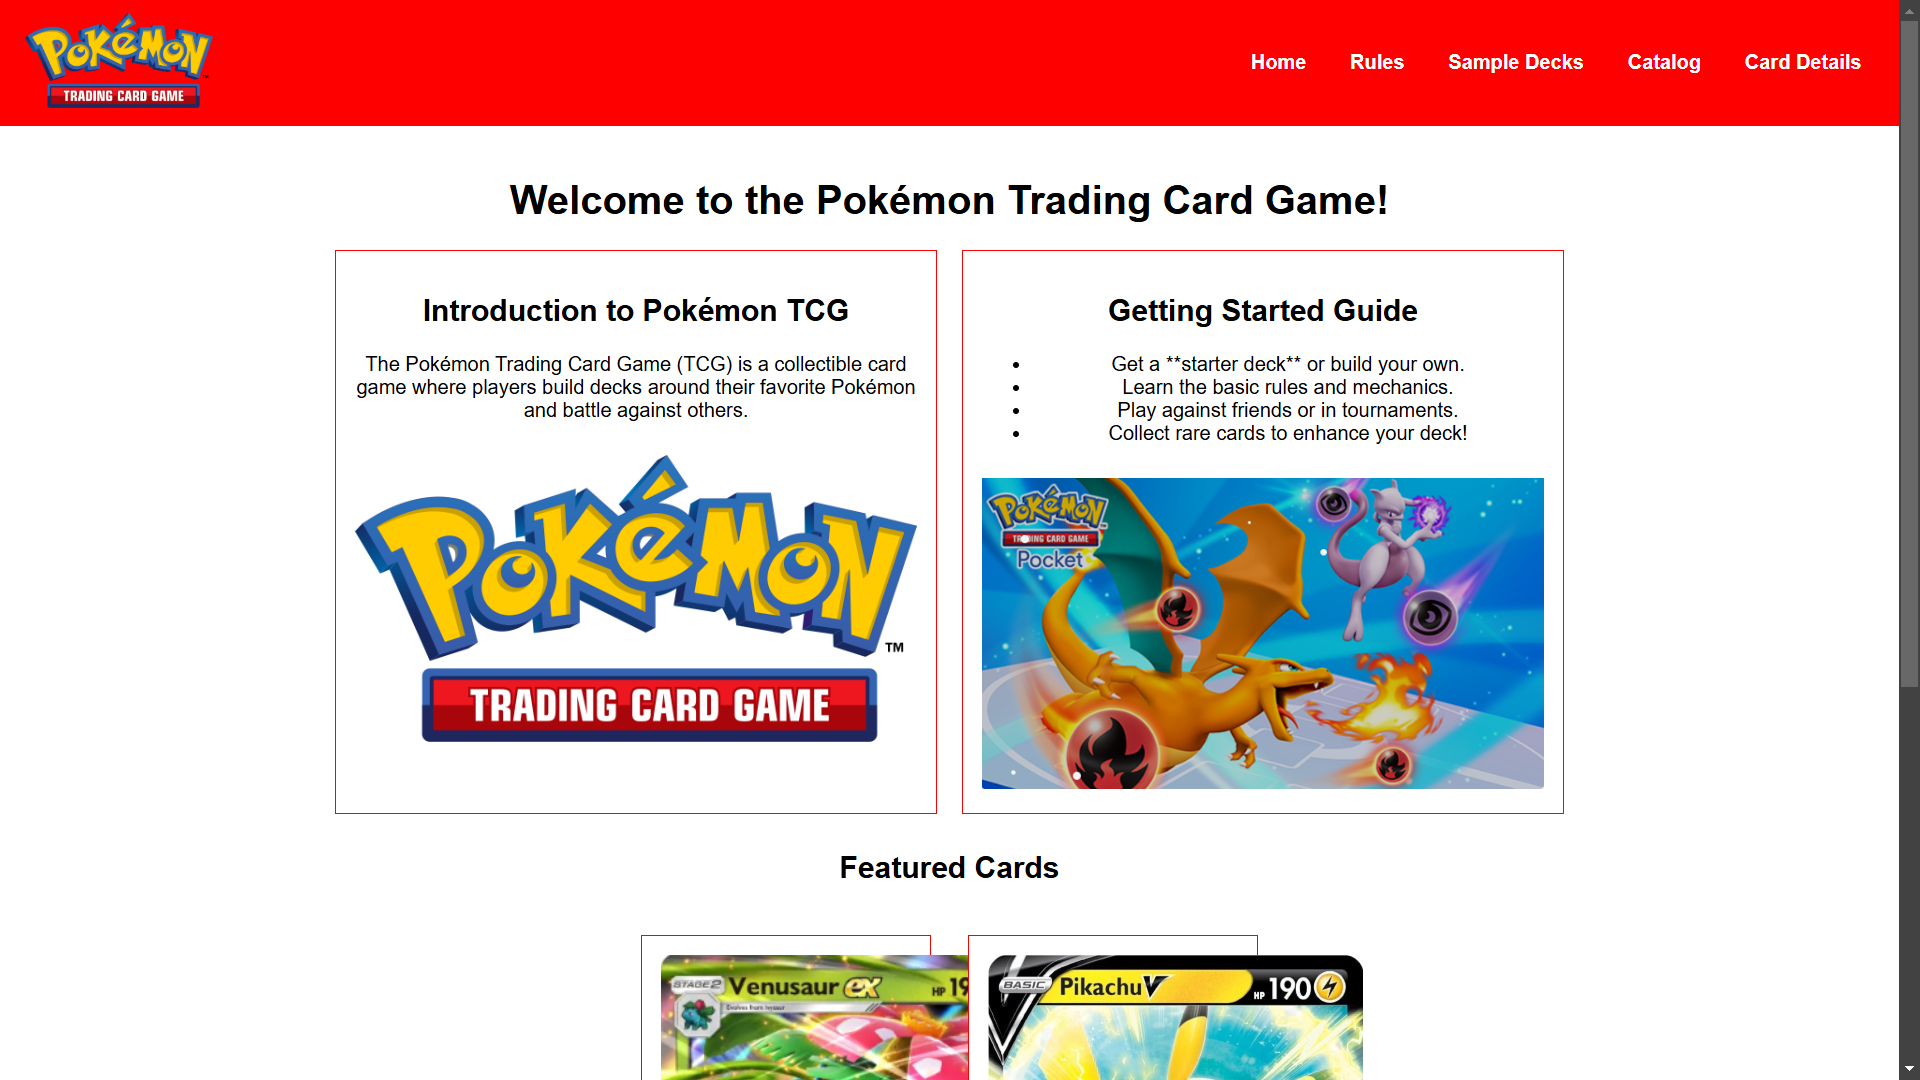 POKéMON
TRADING CARD GAME
Home Rules Sample Decks Catalog Card Details
Welcome to the Pokémon Trading Card Game!
Introduction to Pokémon TCG
The Pokémon Trading Card Game (TCG) is a collectible card
game where players build decks around their favorite Pokémon
and battle against others.
POKéMON
TM
TRADING CARD GAME
Getting Started Guide
• Get a **starter deck** or build your own.
• Learn the basic rules and mechanics.
• Play against friends or in tournaments.
• Collect rare cards to enhance your deck!
POKéMON
TRADING CARD GAME
Pocket
Featured Cards
STAGE 2 Venusaur ex HP 19
Evolves from Ivysaur
BASIC Pikachu V HP 190